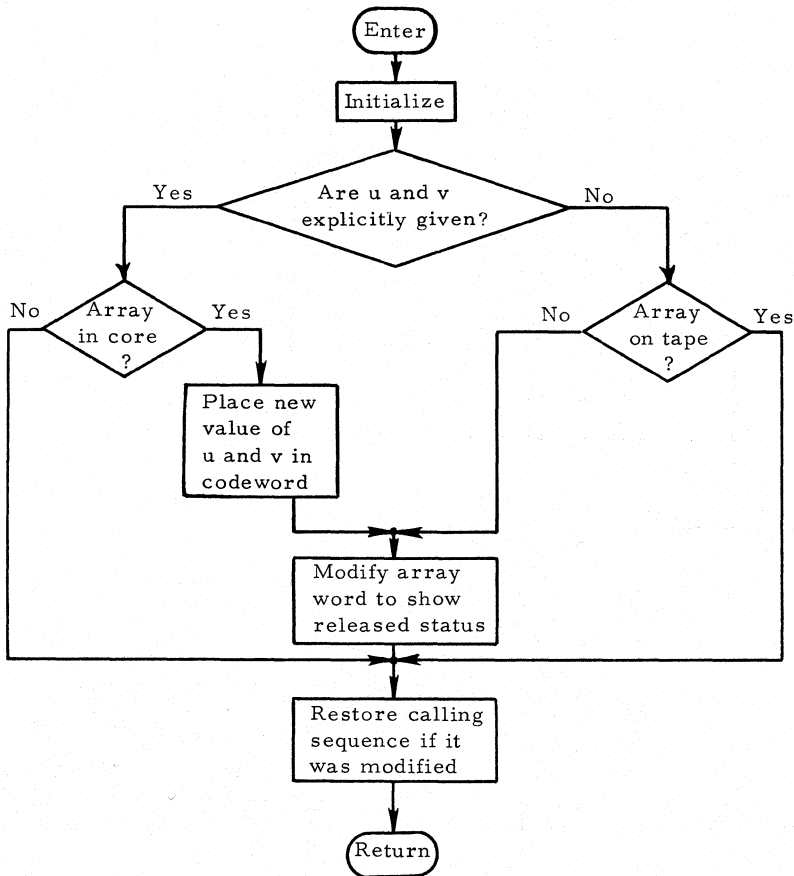 Enter
Initialize
Are u and v
explicitly given?
Yes
No
Array
in core
?
No
Yes
Array
on tape
?
No
Yes
Place new
value of
u and v in
codeword
Modify array
word to show
released status
Restore calling
sequence if it
was modified
Return